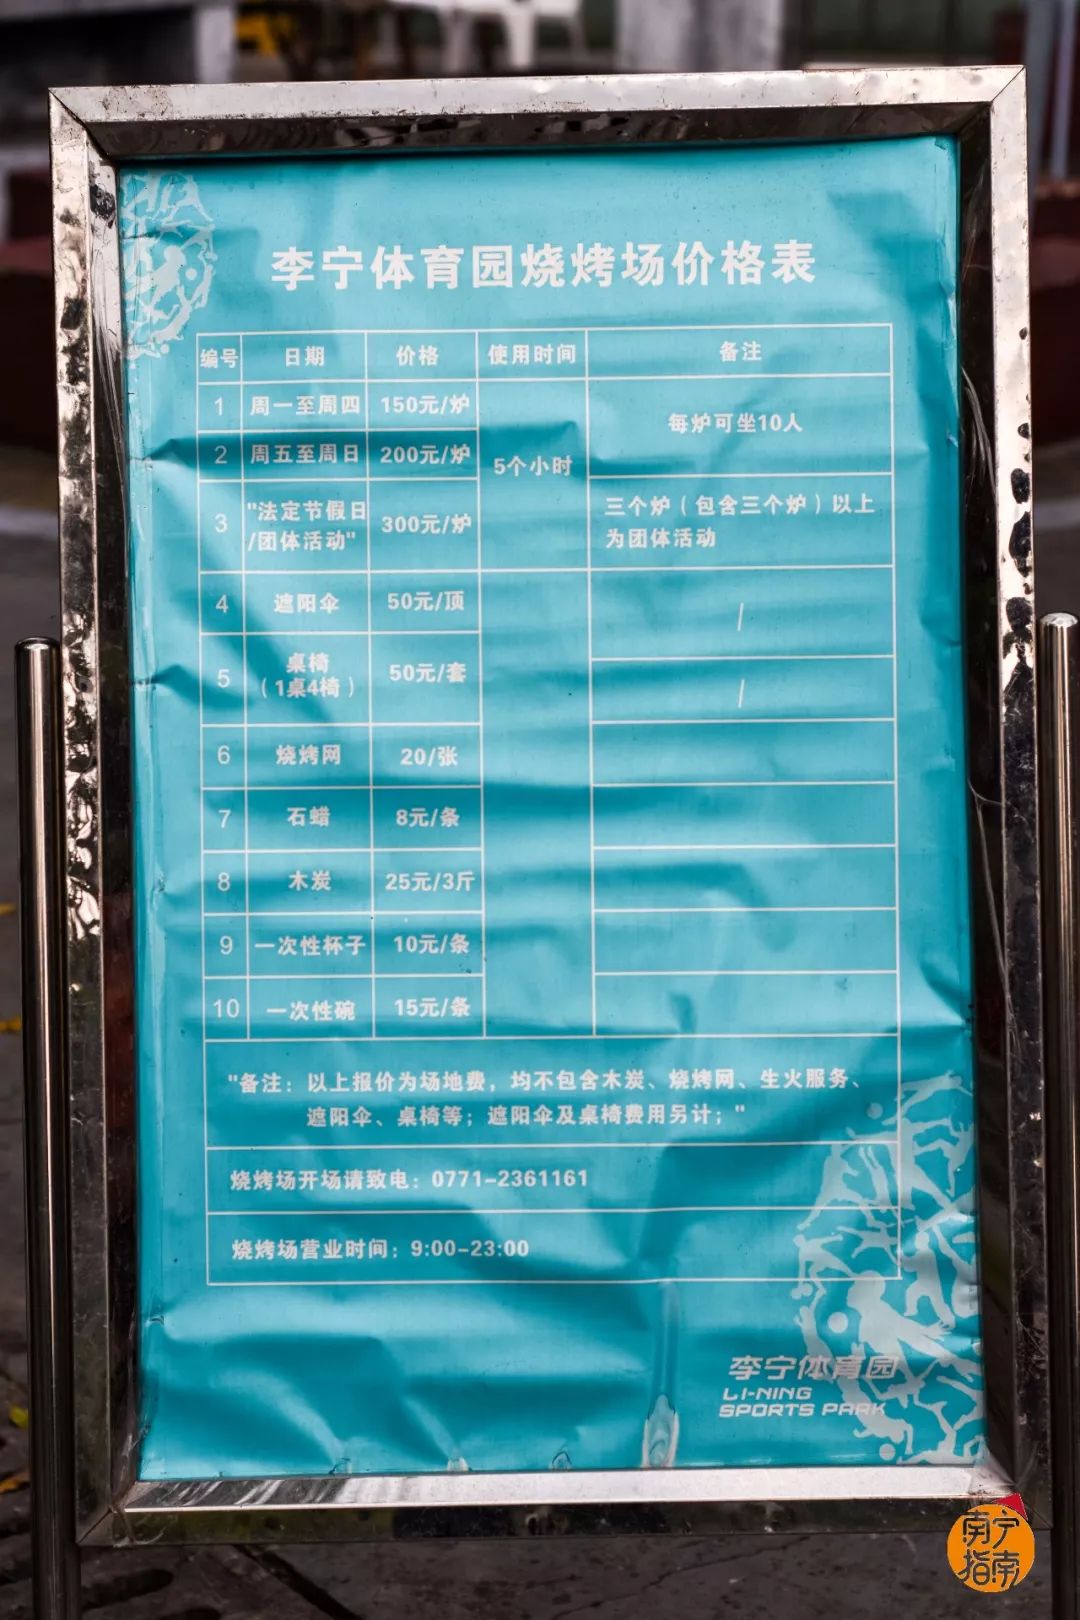 李宁体育园烧烤场价格表
编号 日期 价格 使用时间 备注
1 周一至周四 150元/炉
每炉可坐10人
2 周五至周日 200元/炉
5个小时
3 "法定节假日
/团体活动" 300元/炉
三个炉（包含三个炉）以上
为团体活动
4 遮阳伞 50元/顶 /
5 桌椅
（1桌4椅） 50元/套 /
6 烧烤网 20/张
7 石蜡 8元/条
8 木炭 25元/3斤
9 一次性杯子 10元/条
10 一次性碗 15元/条
"备注：以上报价为场地费，均不包含木炭、烧烤网、生火服务、
遮阳伞、桌椅等；遮阳伞及桌椅费用另计；"
烧烤场开场请致电：0771-2361161
烧烤场营业时间：9:00-23:00
李宁体育园
LI-NING
SPORTS PARK
南宁
指南